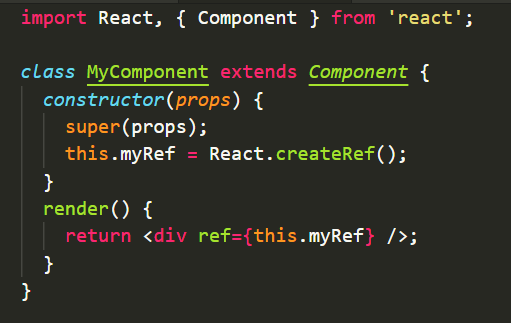 import React, { Component } from 'react';
class MyComponent extends Component {
constructor(props) {
super(props);
this.myRef = React.createRef();
}
render() {
return <div ref={this.myRef} />;
}
}